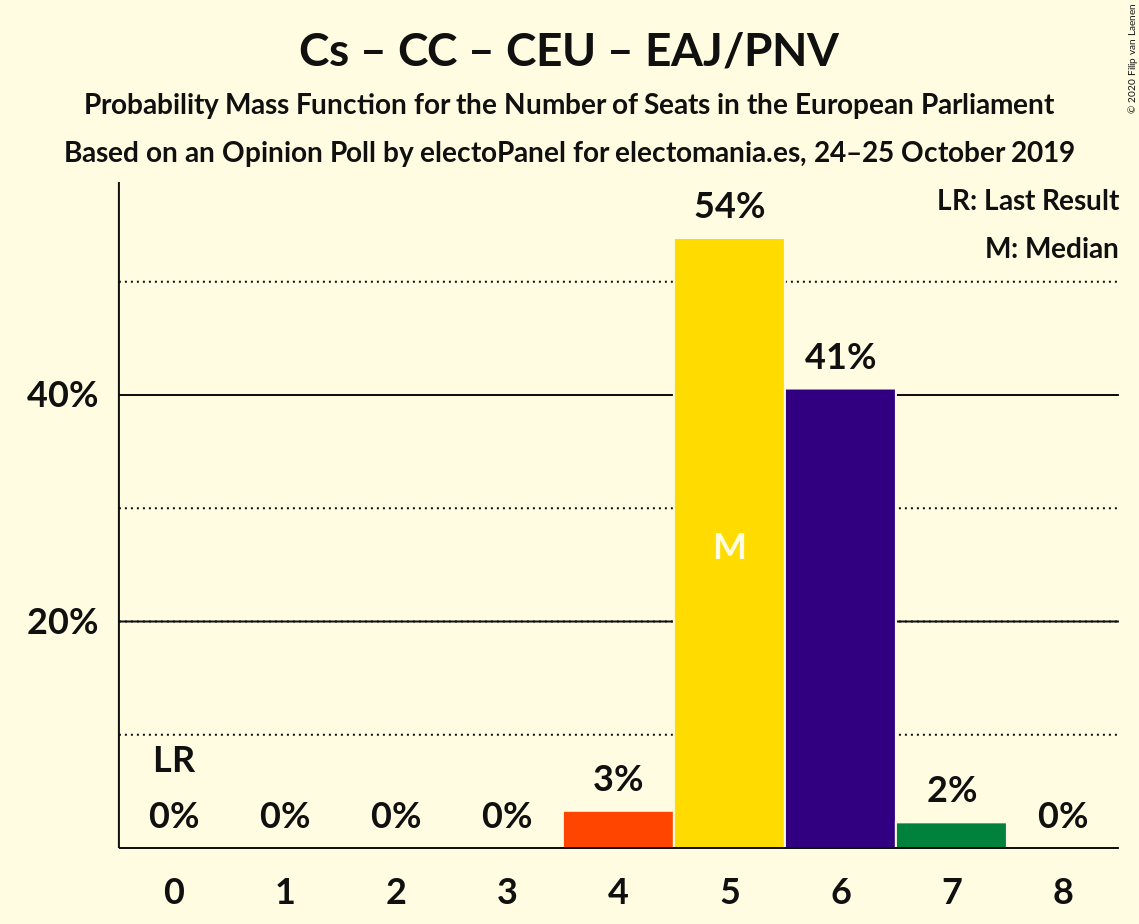 Cs – CC – CEU – EAJ/PNV
Probability Mass Function for the Number of Seats in the European Parliament
Based on an Opinion Poll by electoPanel for electomania.es, 24–25 October 2019
© 2020 Filip van Laenen
LR: Last Result
M: Median
54%
41%
40%
M
20%
LR
0% 0% 0% 0% 3% 2% 0%
0 1 2 3 4 5 6 7 8